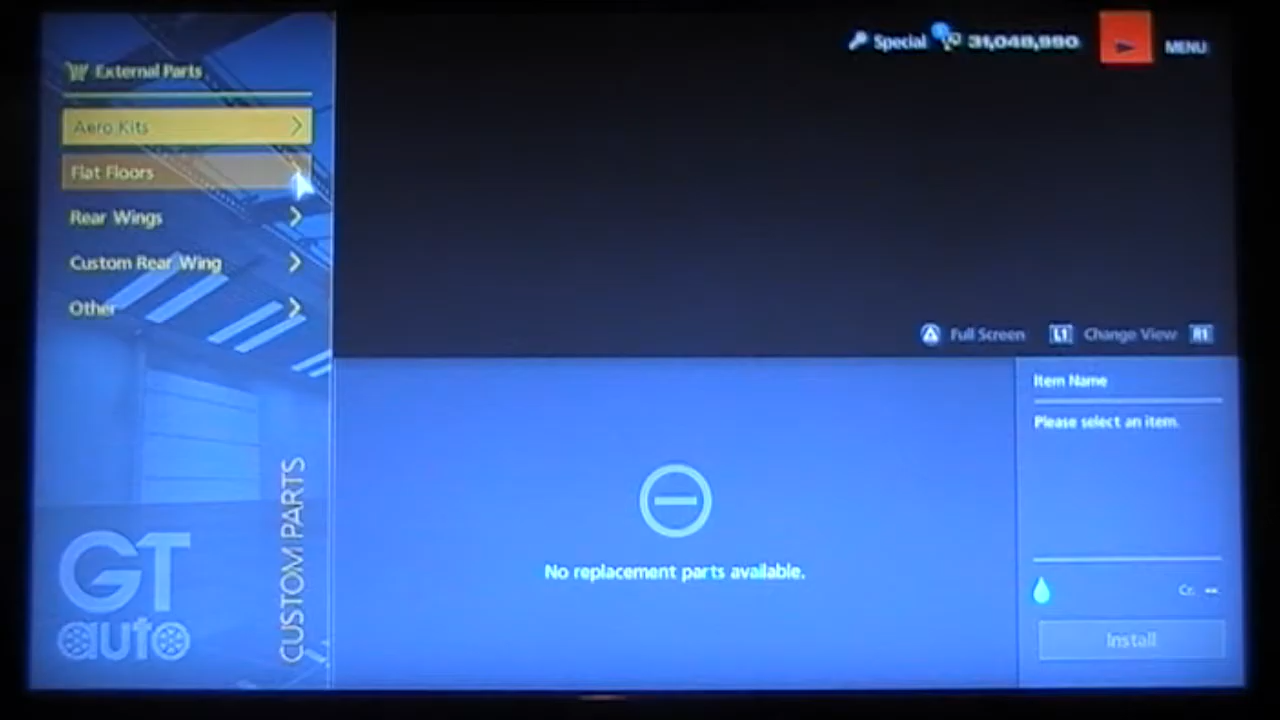 External Parts
Aero Kits
Flat Floors
Rear Wings
Custom Rear Wing
Other
CUSTOM PARTS
GT
auto
Special
31,048,990
MENU
Full Screen
L1 Change View R1
No replacement parts available.
Item Name
Please select an item.
Cr. --
Install